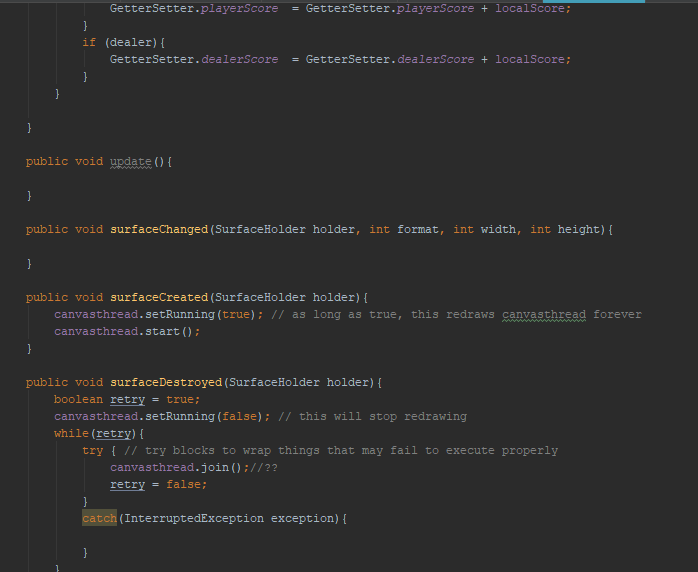 GetterSetter.playerScore  = GetterSetter.playerScore + localScore;
}
if (dealer){
GetterSetter.dealerScore  = GetterSetter.dealerScore + localScore;
}
}
}
public void update(){
}
public void surfaceChanged(SurfaceHolder holder, int format, int width, int height){
}
public void surfaceCreated(SurfaceHolder holder){
canvasthread.setRunning(true); // as long as true, this redraws canvasthread forever
canvasthread.start();
}
public void surfaceDestroyed(SurfaceHolder holder){
boolean retry = true;
canvasthread.setRunning(false); // this will stop redrawing
while(retry){
try { // try blocks to wrap things that may fail to execute properly
canvasthread.join();//??
retry = false;
}
catch(InterruptedException exception){
}
}